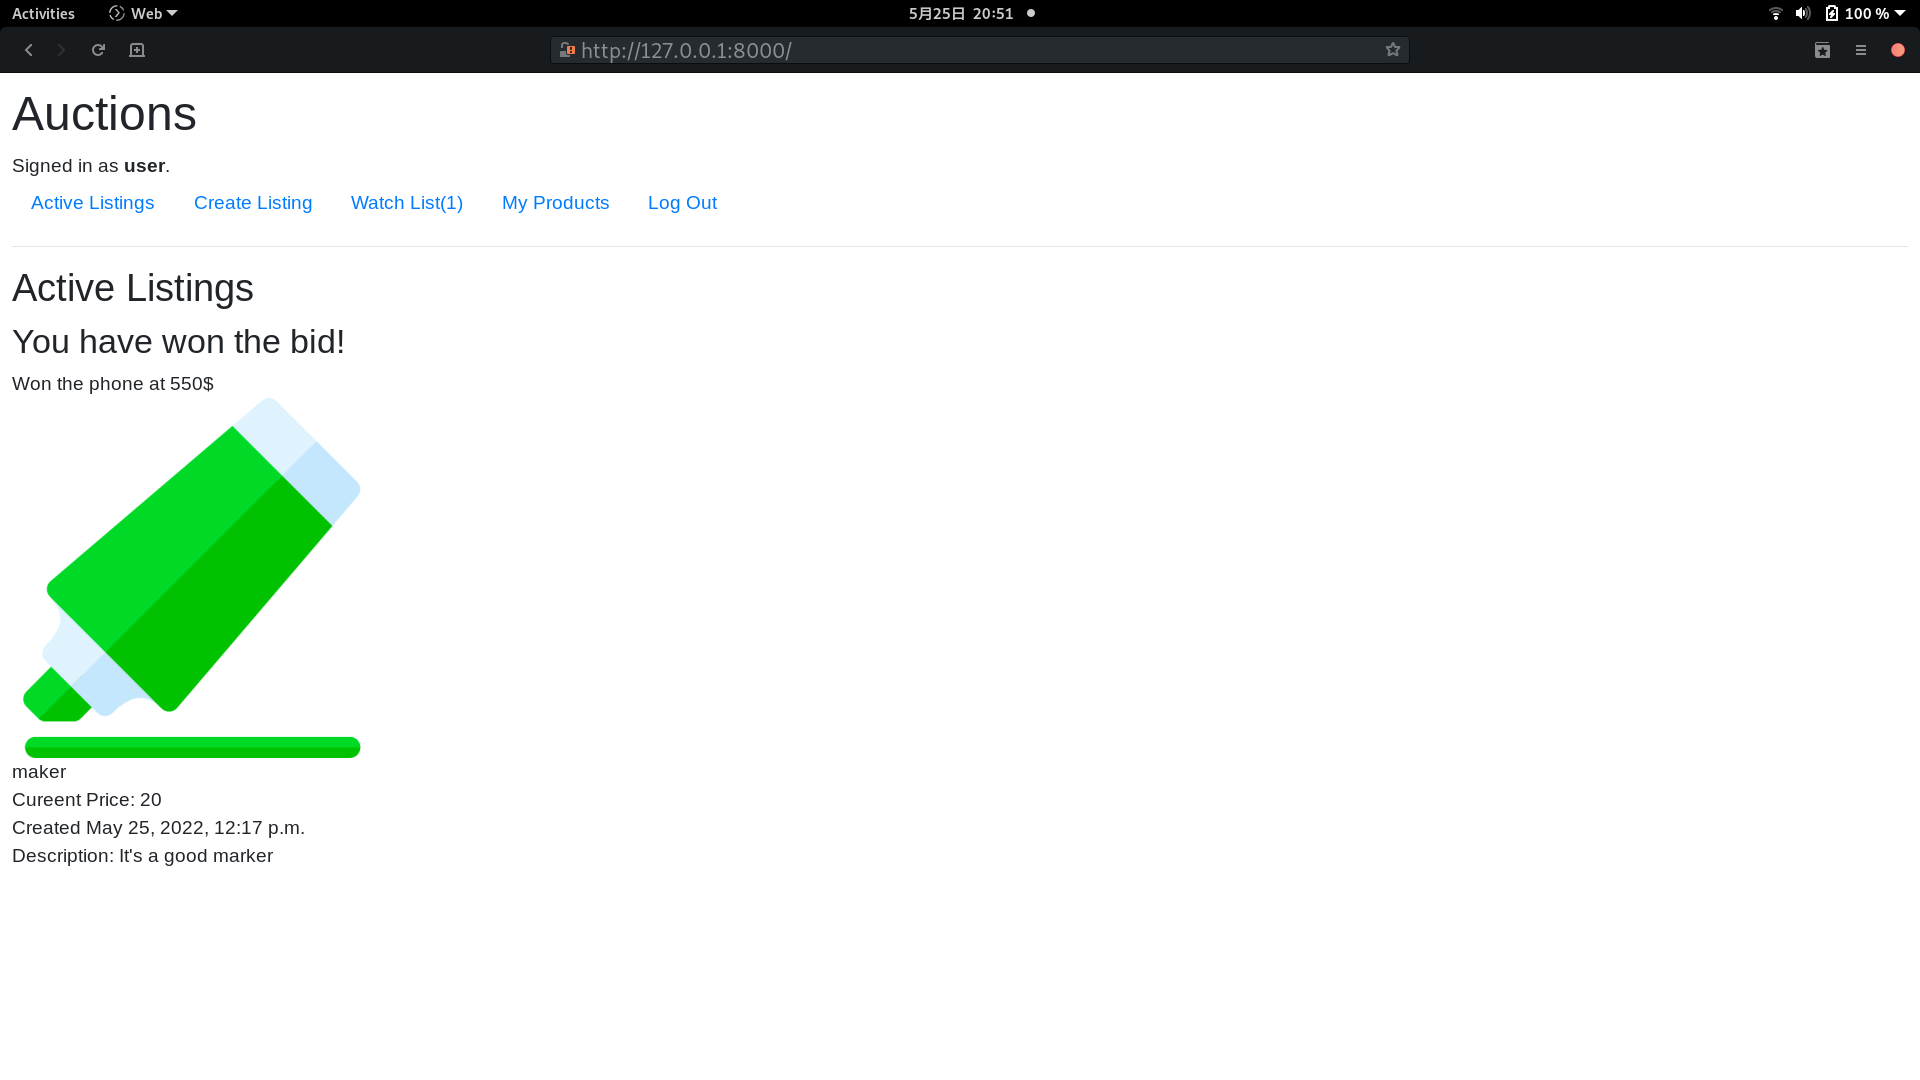 Activities Web 5月25日 20:51 100 %
http://127.0.0.1:8000/
Auctions
Signed in as user.
Active Listings Create Listing Watch List(1) My Products Log Out
Active Listings
You have won the bid!
Won the phone at 550$
maker
Cureent Price: 20
Created May 25, 2022, 12:17 p.m.
Description: It's a good marker